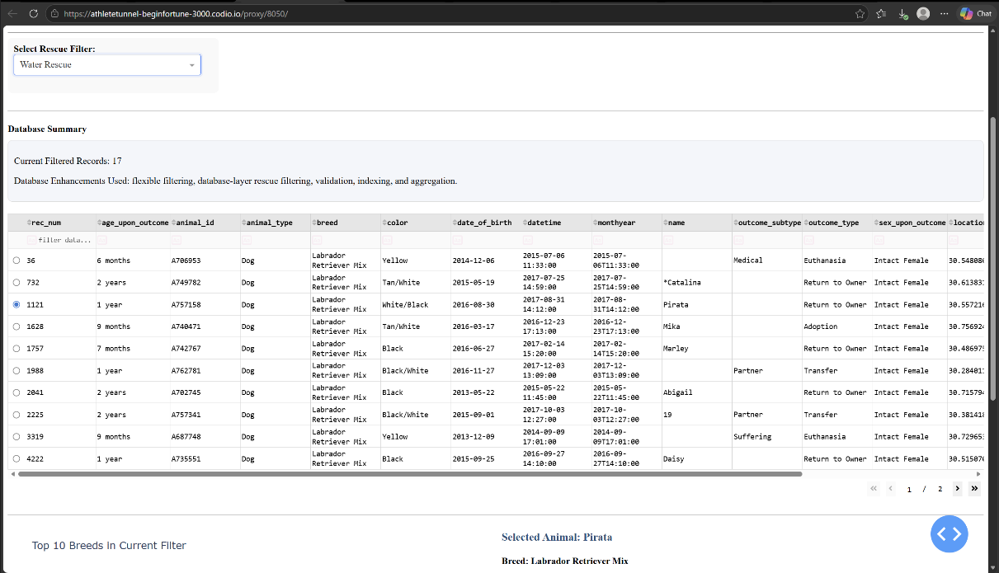 https://athletetunnel-beginfortune-3000.codio.io/proxy/8050/
Chat
Select Rescue Filter:
Water Rescue
Database Summary
Current Filtered Records: 17
Database Enhancements Used: flexible filtering, database-layer rescue filtering, validation, indexing, and aggregation.
rec_num age_upon_outcome animal_id animal_type breed color date_of_birth datetime monthyear name outcome_subtype outcome_type sex_upon_outcome location
filter data...
36 6 months A706953 Dog Labrador Retriever Mix Yellow 2014-12-06 2015-07-06 11:33:00 2015-07-06T11:33:00 Medical Euthanasia Intact Female 30.548086
732 2 years A749782 Dog Labrador Retriever Mix Tan/White 2015-05-19 2017-07-25 14:59:00 2017-07-25T14:59:00 *Catalina Return to Owner Intact Female 30.613831
1121 1 year A757158 Dog Labrador Retriever Mix White/Black 2016-08-30 2017-08-31 14:12:00 2017-08-31T14:12:00 Pirata Return to Owner Intact Female 30.557216
1628 9 months A740471 Dog Labrador Retriever Mix Tan/White 2016-03-17 2016-12-23 17:13:00 2016-12-23T17:13:00 Mika Adoption Intact Female 30.756924
1757 7 months A742767 Dog Labrador Retriever Mix Black 2016-06-27 2017-02-14 15:20:00 2017-02-14T15:20:00 Marley Return to Owner Intact Female 30.486975
1988 1 year A762781 Dog Labrador Retriever Mix Black/White 2016-11-27 2017-12-03 13:09:00 2017-12-03T13:09:00 Partner Transfer Intact Female 30.284011
2041 2 years A702745 Dog Labrador Retriever Mix Black 2013-05-22 2015-05-22 11:45:00 2015-05-22T11:45:00 Abigail Return to Owner Intact Female 30.715794
2225 2 years A757341 Dog Labrador Retriever Mix Black/White 2015-09-01 2017-10-03 12:27:00 2017-10-03T12:27:00 19 Partner Transfer Intact Female 30.381418
3319 9 months A687748 Dog Labrador Retriever Mix Yellow 2013-12-09 2014-09-09 17:01:00 2014-09-09T17:01:00 Suffering Euthanasia Intact Female 30.729653
4222 1 year A735551 Dog Labrador Retriever Mix Black 2015-09-25 2016-09-27 14:10:00 2016-09-27T14:10:00 Daisy Return to Owner Intact Female 30.515070
1 / 2
Top 10 Breeds in Current Filter
Selected Animal: Pirata
Breed: Labrador Retriever Mix